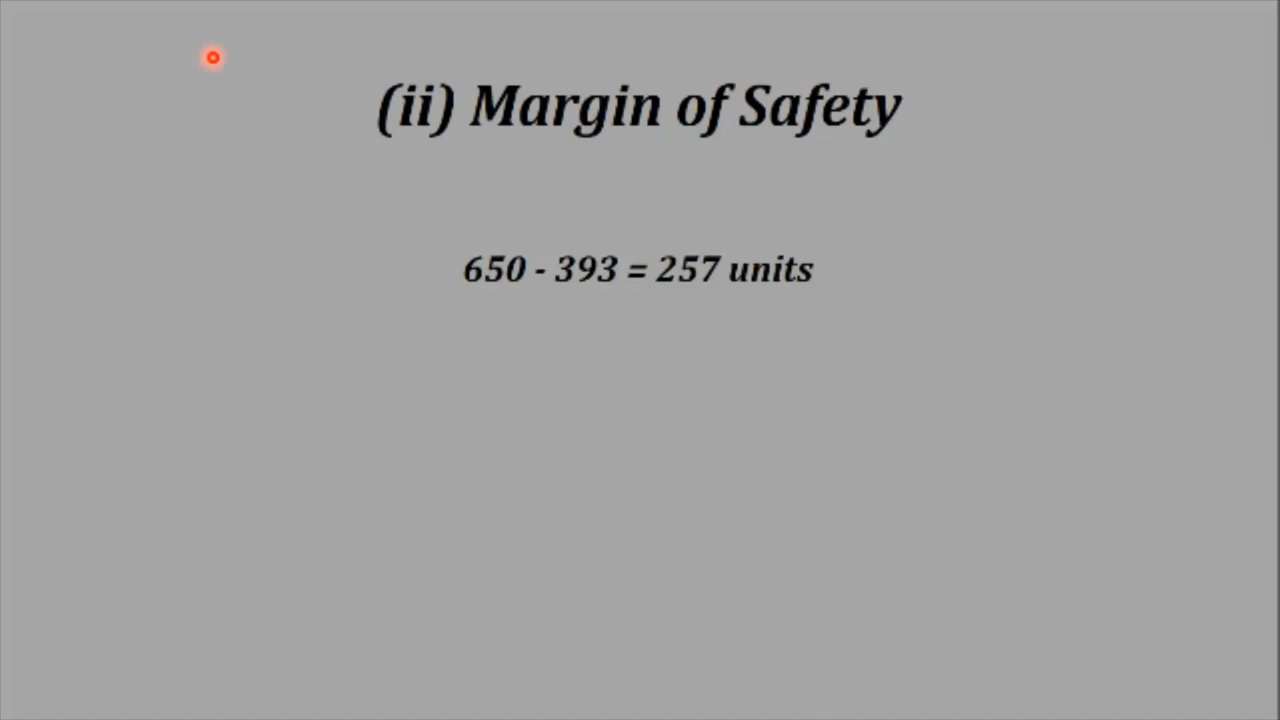 (ii) Margin of Safety
650 - 393 = 257 units